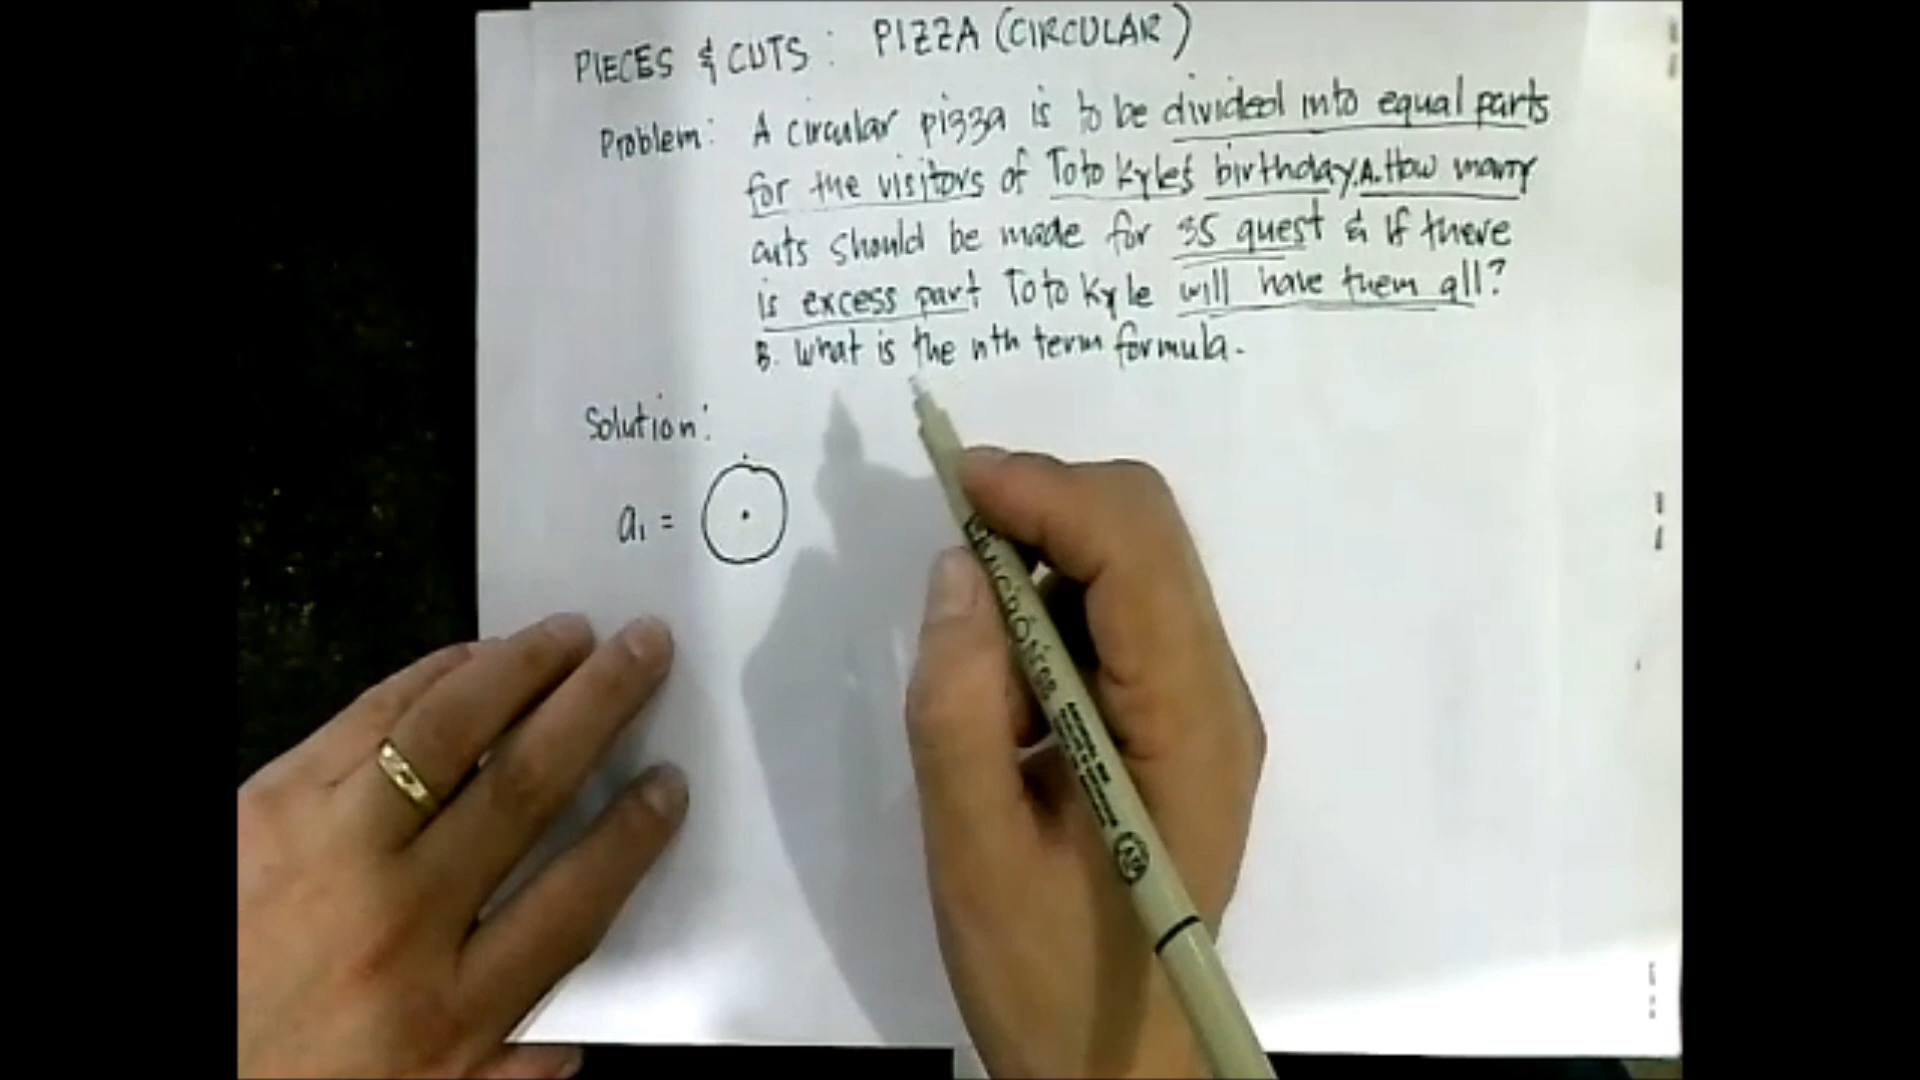 PIECES & CUTS : PIZZA (CIRCULAR)
Problem: A circular pizza is to be divided into equal parts
for the visitors of Toto Kyle's birthday. A. How many
cuts should be made for 35 guest & if there
is excess part Toto Kyle will have them all?
B. What is the nth term formula.
Solution:
a₁ =